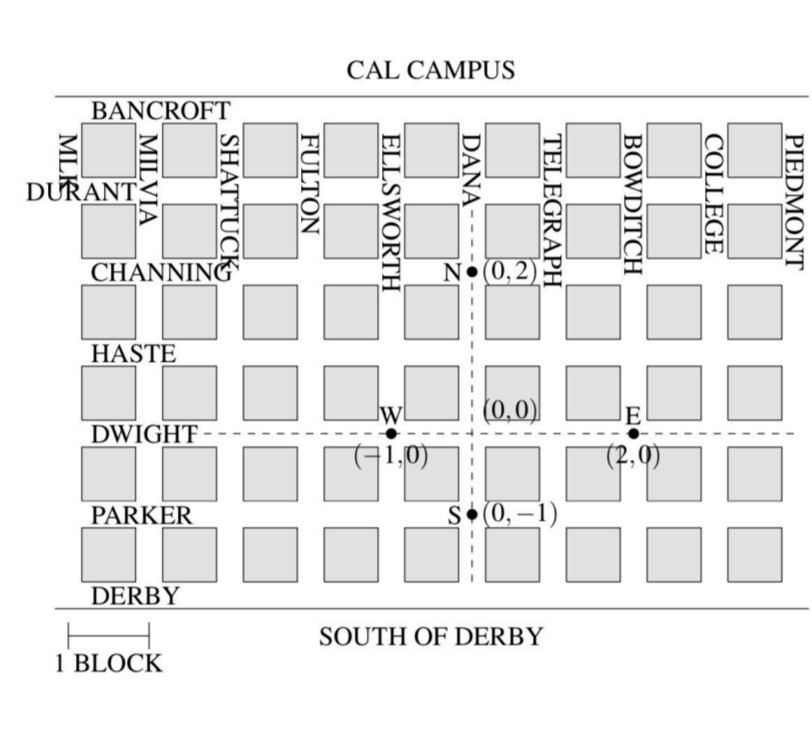 CAL CAMPUS
BANCROFT
MLK
MILVIA
SHATTUCK
FULTON
ELLSWORTH
DANA
TELEGRAPH
BOWDITCH
COLLEGE
PIEDMONT
DURANT
CHANNING
N (0,2)
HASTE
W
(0,0)
E
DWIGHT
(−1,0)
(2,0)
PARKER
S (0,−1)
DERBY
SOUTH OF DERBY
1 BLOCK